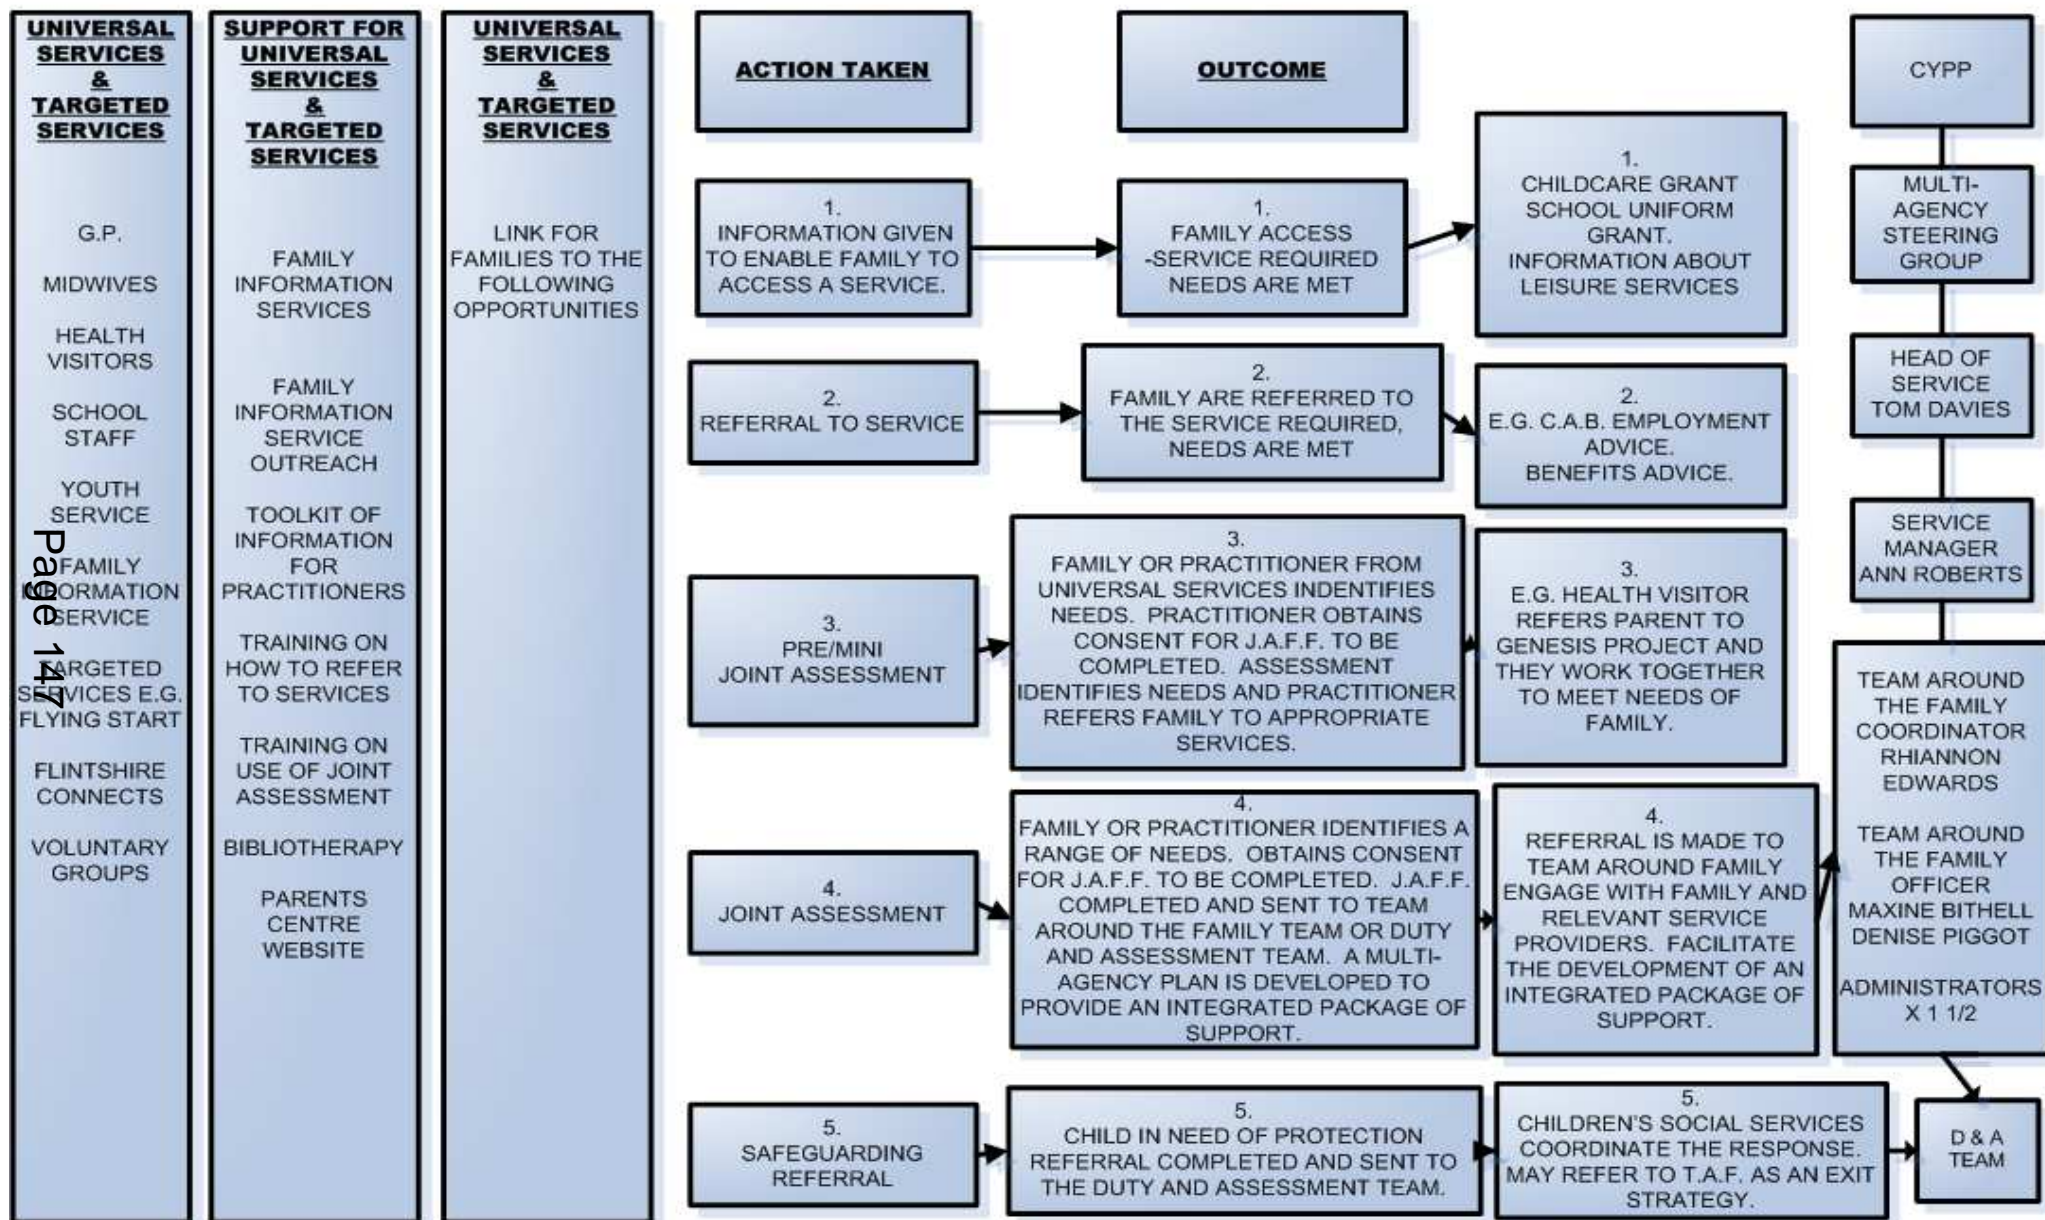 UNIVERSAL
SERVICES
&
TARGETED
SERVICES
G.P.
MIDWIVES
HEALTH
VISITORS
SCHOOL
STAFF
YOUTH
SERVICE
FAMILY
INFORMATION
SERVICE
TARGETED
SERVICES E.G.
FLYING START
FLINTSHIRE
CONNECTS
VOLUNTARY
GROUPS
Page 147
SUPPORT FOR
UNIVERSAL
SERVICES
&
TARGETED
SERVICES
FAMILY
INFORMATION
SERVICES
FAMILY
INFORMATION
SERVICE
OUTREACH
TOOLKIT OF
INFORMATION
FOR
PRACTITIONERS
TRAINING ON
HOW TO REFER
TO SERVICES
TRAINING ON
USE OF JOINT
ASSESSMENT
BIBLIOTHERAPY
PARENTS
CENTRE
WEBSITE
UNIVERSAL
SERVICES
&
TARGETED
SERVICES
LINK FOR
FAMILIES TO THE
FOLLOWING
OPPORTUNITIES
ACTION TAKEN
OUTCOME
1.
INFORMATION GIVEN
TO ENABLE FAMILY TO
ACCESS A SERVICE.
1.
FAMILY ACCESS
-SERVICE REQUIRED
NEEDS ARE MET
1.
CHILDCARE GRANT
SCHOOL UNIFORM
GRANT.
INFORMATION ABOUT
LEISURE SERVICES
2.
REFERRAL TO SERVICE
2.
FAMILY ARE REFERRED TO
THE SERVICE REQUIRED,
NEEDS ARE MET
2.
E.G. C.A.B. EMPLOYMENT
ADVICE.
BENEFITS ADVICE.
3.
PRE/MINI
JOINT ASSESSMENT
3.
FAMILY OR PRACTITIONER FROM
UNIVERSAL SERVICES INDENTIFIES
NEEDS. PRACTITIONER OBTAINS
CONSENT FOR J.A.F.F. TO BE
COMPLETED. ASSESSMENT
IDENTIFIES NEEDS AND PRACTITIONER
REFERS FAMILY TO APPROPRIATE
SERVICES.
3.
E.G. HEALTH VISITOR
REFERS PARENT TO
GENESIS PROJECT AND
THEY WORK TOGETHER
TO MEET NEEDS OF
FAMILY.
4.
JOINT ASSESSMENT
4.
FAMILY OR PRACTITIONER IDENTIFIES A
RANGE OF NEEDS. OBTAINS CONSENT
FOR J.A.F.F. TO BE COMPLETED. J.A.F.F.
COMPLETED AND SENT TO TEAM
AROUND THE FAMILY TEAM OR DUTY
AND ASSESSMENT TEAM. A MULTI-
AGENCY PLAN IS DEVELOPED TO
PROVIDE AN INTEGRATED PACKAGE OF
SUPPORT.
4.
REFERRAL IS MADE TO
TEAM AROUND FAMILY
ENGAGE WITH FAMILY AND
RELEVANT SERVICE
PROVIDERS. FACILITATE
THE DEVELOPMENT OF AN
INTEGRATED PACKAGE OF
SUPPORT.
5.
SAFEGUARDING
REFERRAL
5.
CHILD IN NEED OF PROTECTION
REFERRAL COMPLETED AND SENT TO
THE DUTY AND ASSESSMENT TEAM.
5.
CHILDREN'S SOCIAL SERVICES
COORDINATE THE RESPONSE.
MAY REFER TO T.A.F. AS AN EXIT
STRATEGY.
CYPP
MULTI-
AGENCY
STEERING
GROUP
HEAD OF
SERVICE
TOM DAVIES
SERVICE
MANAGER
ANN ROBERTS
TEAM AROUND
THE FAMILY
COORDINATOR
RHIANNON
EDWARDS
TEAM AROUND
THE FAMILY
OFFICER
MAXINE BITHELL
DENISE PIGGOT
ADMINISTRATORS
X 1 1/2
D & A
TEAM